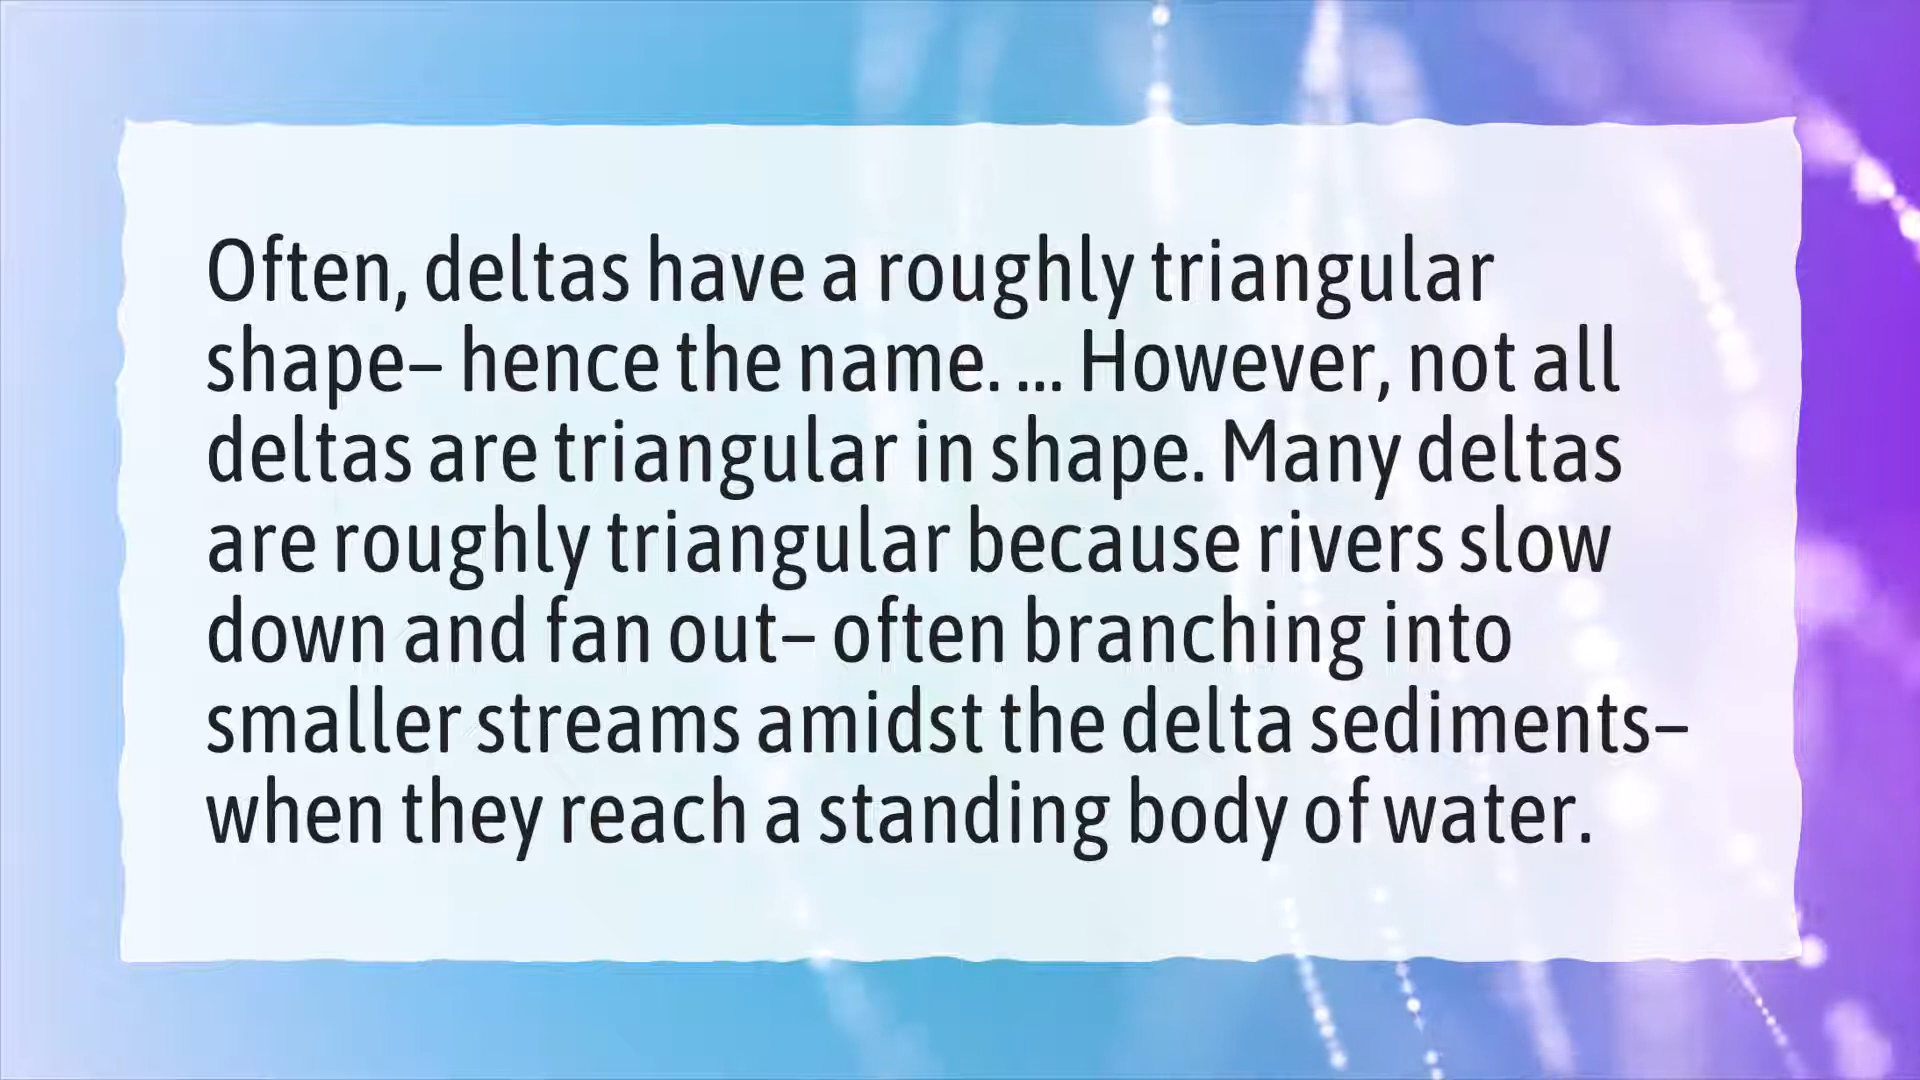 Often, deltas have a roughly triangular
shape– hence the name. ... However, not all
deltas are triangular in shape. Many deltas
are roughly triangular because rivers slow
down and fan out– often branching into
smaller streams amidst the delta sediments–
when they reach a standing body of water.